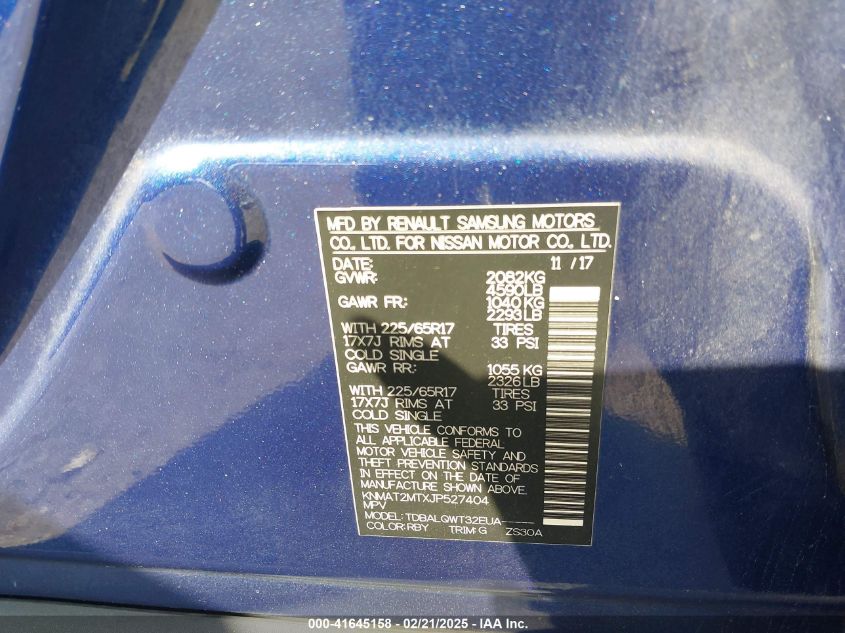 MFD BY RENAULT SAMSUNG MOTORS
CO., LTD. FOR NISSAN MOTOR CO., LTD.
DATE: 11 / 17
GVWR: 2082KG
4590LB
GAWR FR: 1040 KG
2293LB
WITH 225/65R17 TIRES
17X7J RIMS AT 33 PSI
COLD SINGLE
GAWR RR: 1055 KG
2326LB
WITH 225/65R17 TIRES
17X7J RIMS AT 33 PSI
COLD SINGLE
THIS VEHICLE CONFORMS TO
ALL APPLICABLE FEDERAL
MOTOR VEHICLE SAFETY AND
THEFT PREVENTION STANDARDS
IN EFFECT ON THE DATE OF
MANUFACTURE SHOWN ABOVE.
KNMAT2MTXJP527404
MPV
MODEL: TDBALQWT32EUA-----
COLOR: RBY TRIM: G ZS30A
000-41645158 - 02/21/2025 - IAA Inc.